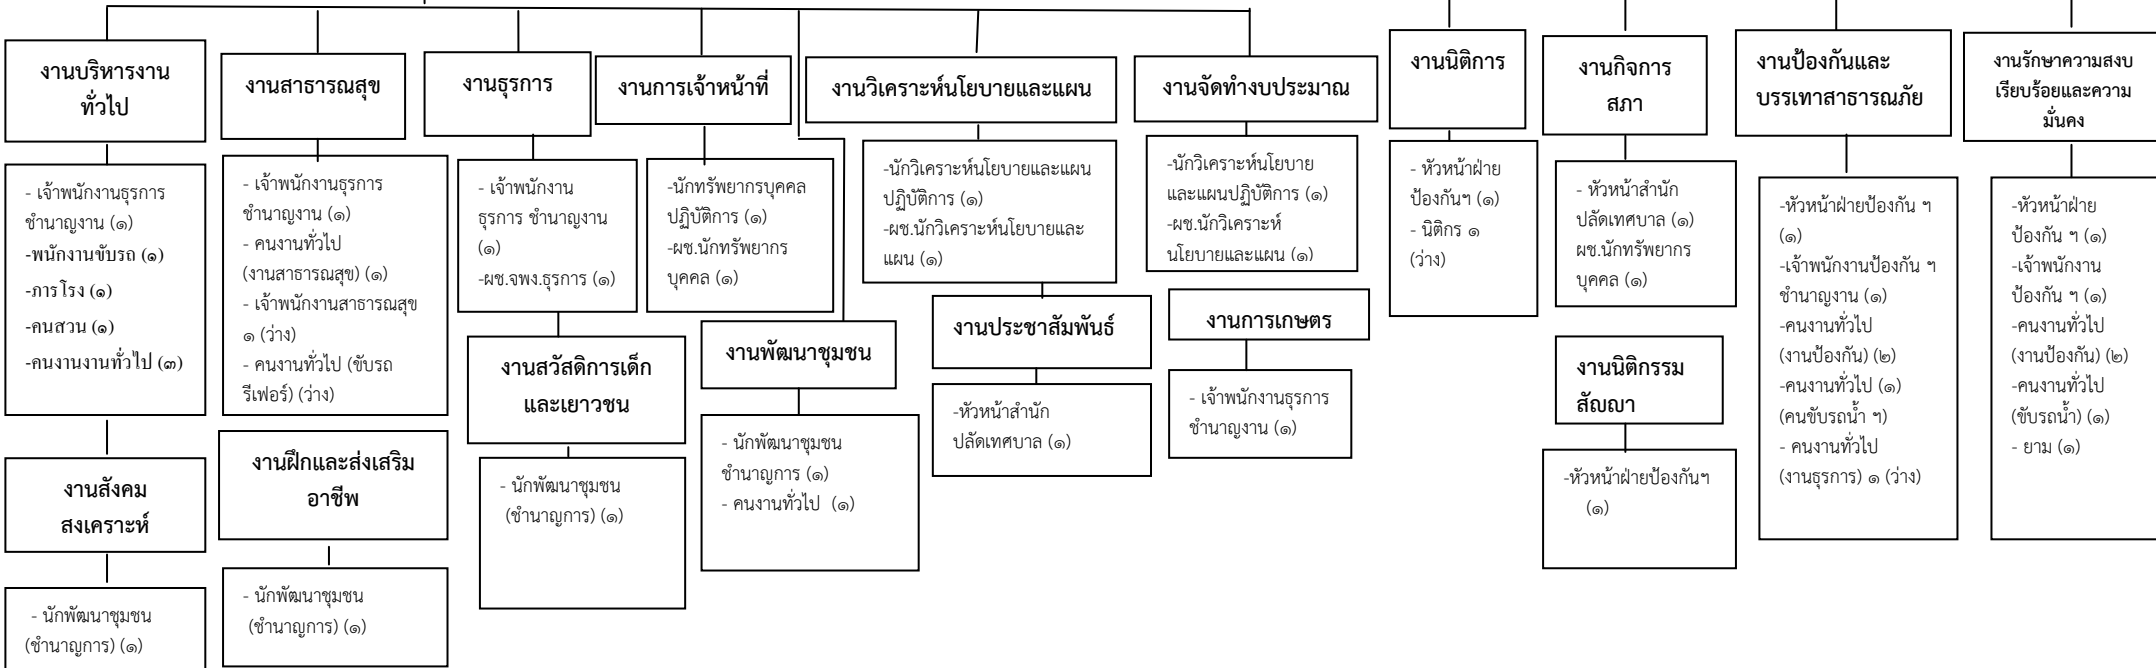 งานบริหารงาน
ทั่วไป
- เจ้าพนักงานธุรการ
ชำนาญงาน (๑)
-พนักงานขับรถ (๑)
-ภารโรง (๑)
-คนสวน (๑)
-คนงานงานทั่วไป (๓)
งานสังคม
สงเคราะห์
- นักพัฒนาชุมชน
(ชำนาญการ) (๑)
งานสาธารณสุข
- เจ้าพนักงานธุรการ
ชำนาญงาน (๑)
- คนงานทั่วไป
(งานสาธารณสุข) (๑)
- เจ้าพนักงานสาธารณสุข
๑ (ว่าง)
- คนงานทั่วไป (ขับรถ
รีเฟอร์) (ว่าง)
งานฝึกและส่งเสริม
อาชีพ
- นักพัฒนาชุมชน
(ชำนาญการ) (๑)
งานธุรการ
- เจ้าพนักงาน
ธุรการ ชำนาญงาน
(๑)
-ผช.จพง.ธุรการ (๑)
งานสวัสดิการเด็ก
และเยาวชน
- นักพัฒนาชุมชน
(ชำนาญการ) (๑)
งานการเจ้าหน้าที่
-นักทรัพยากรบุคคล
ปฏิบัติการ (๑)
-ผช.นักทรัพยากร
บุคคล (๑)
งานพัฒนาชุมชน
- นักพัฒนาชุมชน
ชำนาญการ (๑)
- คนงานทั่วไป (๑)
งานวิเคราะห์นโยบายและแผน
-นักวิเคราะห์นโยบายและแผน
ปฏิบัติการ (๑)
-ผช.นักวิเคราะห์นโยบายและ
แผน (๑)
งานประชาสัมพันธ์
-หัวหน้าสำนัก
ปลัดเทศบาล (๑)
งานจัดทำงบประมาณ
-นักวิเคราะห์นโยบาย
และแผนปฏิบัติการ (๑)
-ผช.นักวิเคราะห์
นโยบายและแผน (๑)
งานการเกษตร
- เจ้าพนักงานธุรการ
ชำนาญงาน (๑)
งานนิติการ
- หัวหน้าฝ่าย
ป้องกันฯ (๑)
- นิติกร ๑
(ว่าง)
งานกิจการ
สภา
- หัวหน้าสำนัก
ปลัดเทศบาล (๑)
ผช.นักทรัพยากร
บุคคล (๑)
งานนิติกรรม
สัญญา
-หัวหน้าฝ่ายป้องกันฯ
(๑)
งานป้องกันและ
บรรเทาสาธารณภัย
-หัวหน้าฝ่ายป้องกัน ฯ
(๑)
-เจ้าพนักงานป้องกัน ฯ
ชำนาญงาน (๑)
-คนงานทั่วไป
(งานป้องกัน) (๒)
-คนงานทั่วไป (๑)
(คนขับรถน้ำ ฯ)
- คนงานทั่วไป
(งานธุรการ) ๑ (ว่าง)
งานรักษาความสงบ
เรียบร้อยและความ
มั่นคง
-หัวหน้าฝ่าย
ป้องกัน ฯ (๑)
-เจ้าพนักงาน
ป้องกัน ฯ (๑)
-คนงานทั่วไป
(งานป้องกัน) (๒)
-คนงานทั่วไป
(ขับรถน้ำ) (๑)
- ยาม (๑)